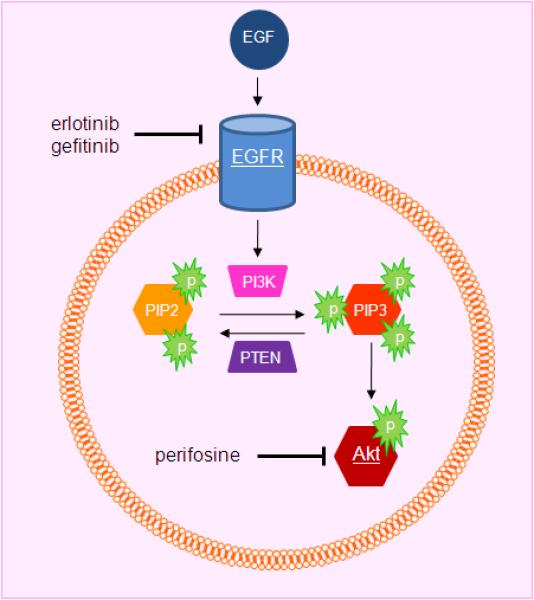 EGF
erlotinib
gefitinib
EGFR
PI3K
p
PIP2
p
p
p
PIP3
p
PTEN
p
Akt
perifosine